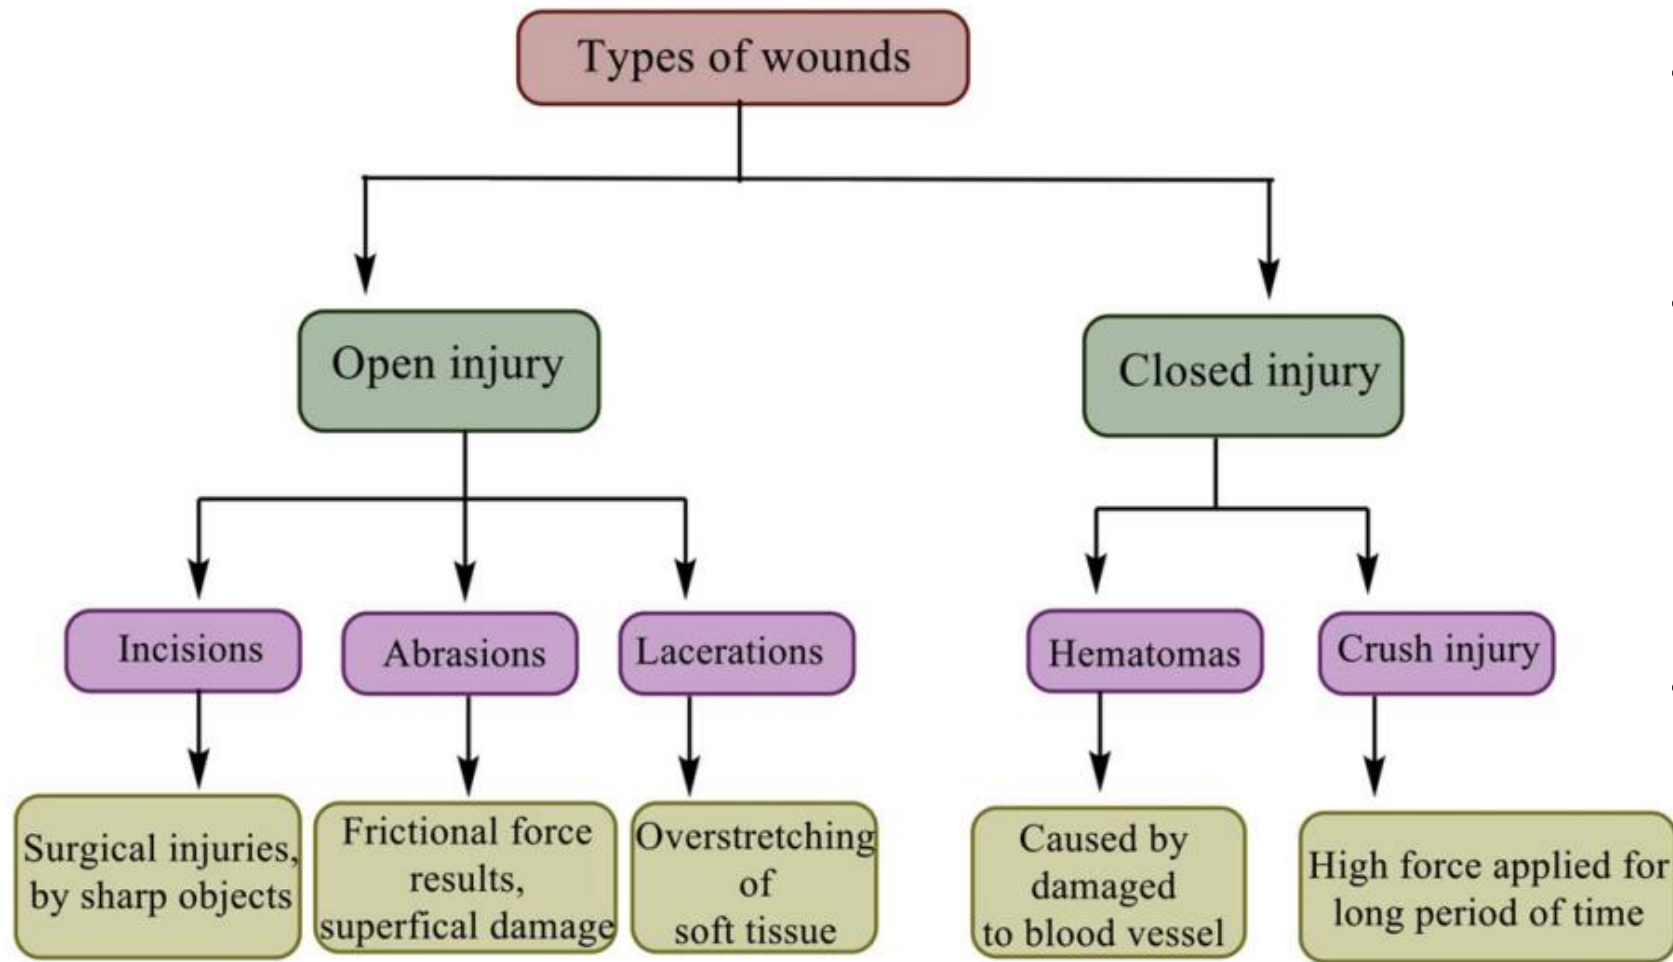 Types of wounds
Open injury
Closed injury
Incisions
Abrasions
Lacerations
Hematomas
Crush injury
Surgical injuries,
by sharp objects
Frictional force
results,
superfical damage
Overstretching
of
soft tissue
Caused by
damaged
to blood vessel
High force applied for
long period of time